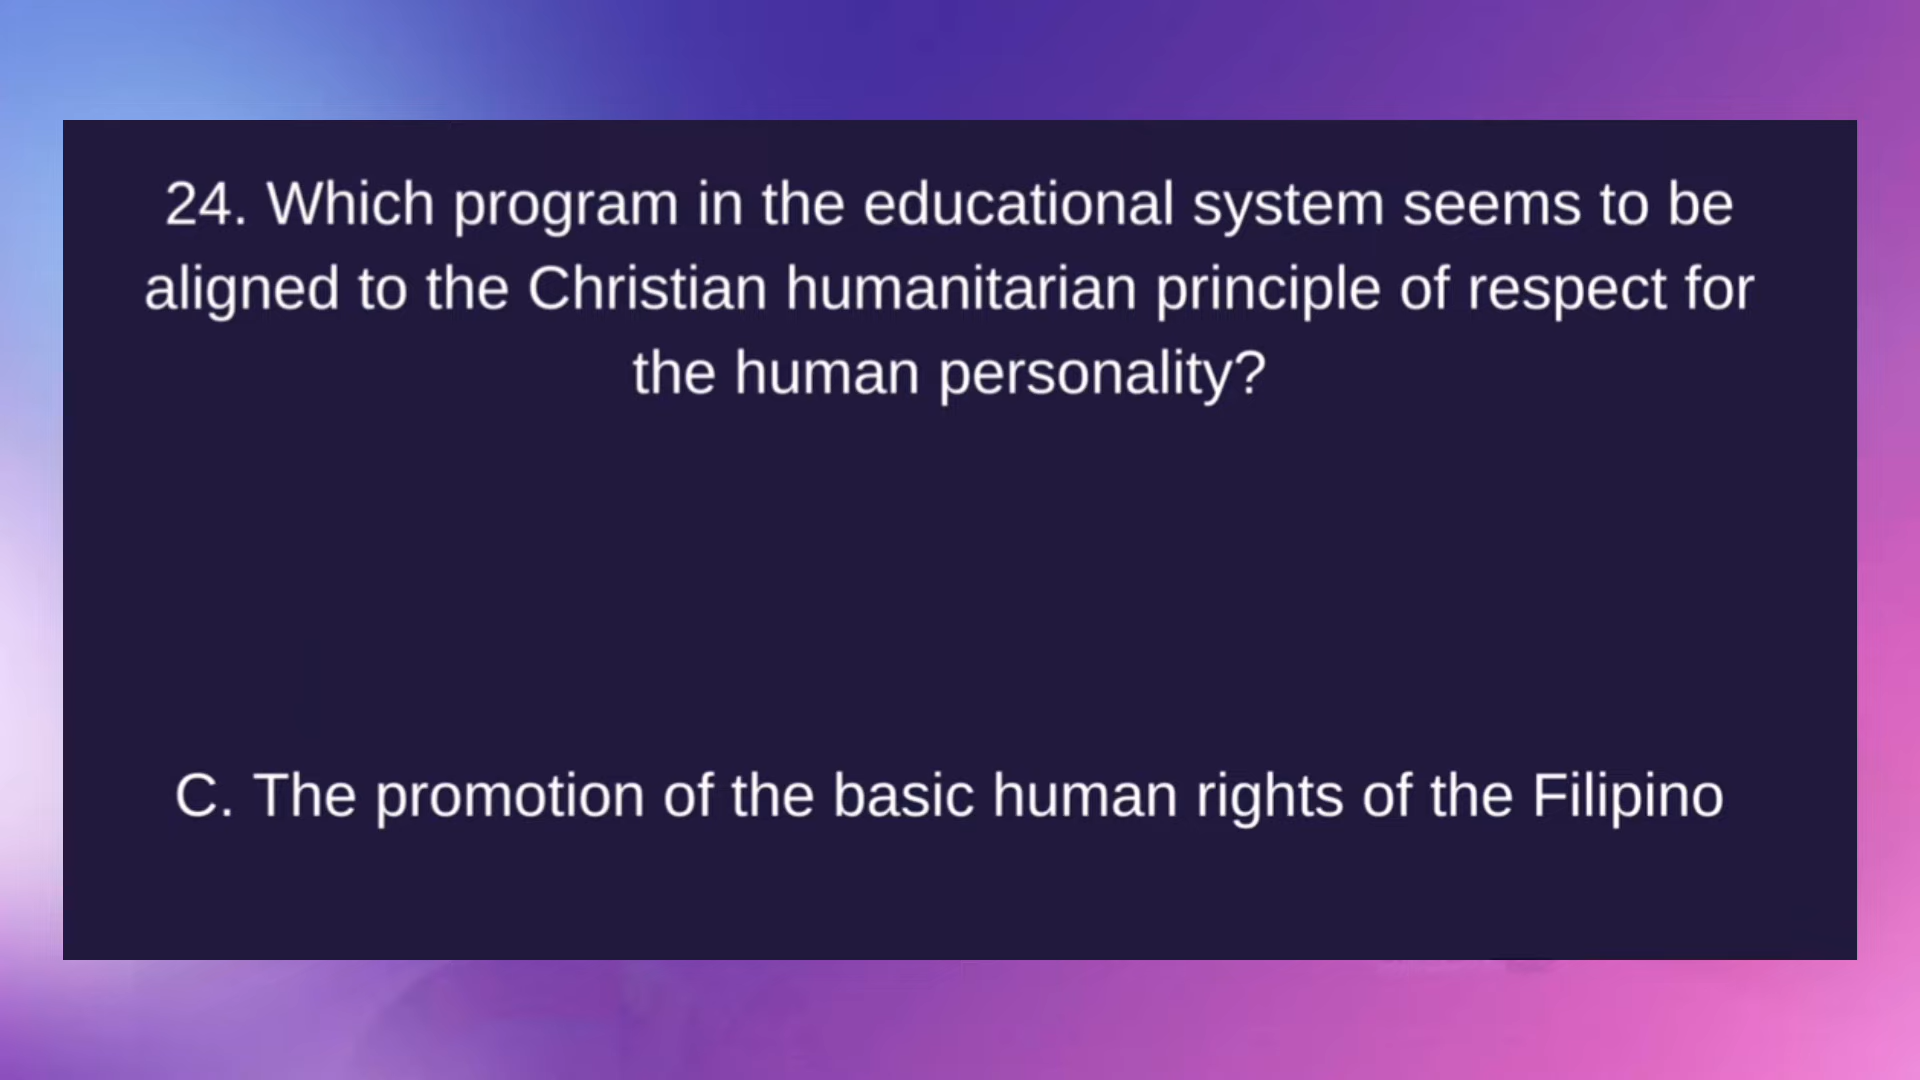 24. Which program in the educational system seems to be
aligned to the Christian humanitarian principle of respect for
the human personality?
C. The promotion of the basic human rights of the Filipino